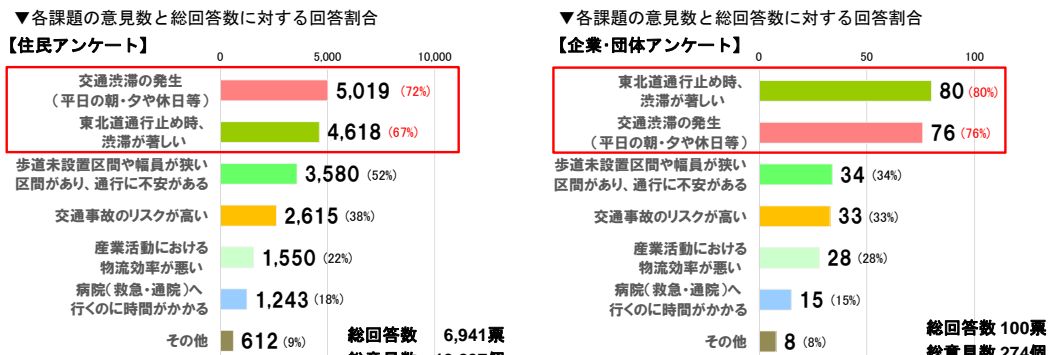 ▼各課題の意見数と総回答数に対する回答割合
【住民アンケート】
0 5,000 10,000
交通渋滞の発生
(平日の朝・夕や休日等)
5,019 (72%)
東北道通行止め時、
渋滞が著しい
4,618 (67%)
歩道未設置区間や幅員が狭い
区間があり、通行に不安がある
3,580 (52%)
交通事故のリスクが高い
2,615 (38%)
産業活動における
物流効率が悪い
1,550 (22%)
病院(救急・通院)へ
行くのに時間がかかる
1,243 (18%)
その他
612 (9%)
総回答数 6,941票
▼各課題の意見数と総回答数に対する回答割合
【企業・団体アンケート】
0 50 100
東北道通行止め時、
渋滞が著しい
80 (80%)
交通渋滞の発生
(平日の朝・夕や休日等)
76 (76%)
歩道未設置区間や幅員が狭い
区間があり、通行に不安がある
34 (34%)
交通事故のリスクが高い
33 (33%)
産業活動における
物流効率が悪い
28 (28%)
病院(救急・通院)へ
行くのに時間がかかる
15 (15%)
その他
8 (8%)
総回答数 100票
総意見数 274個